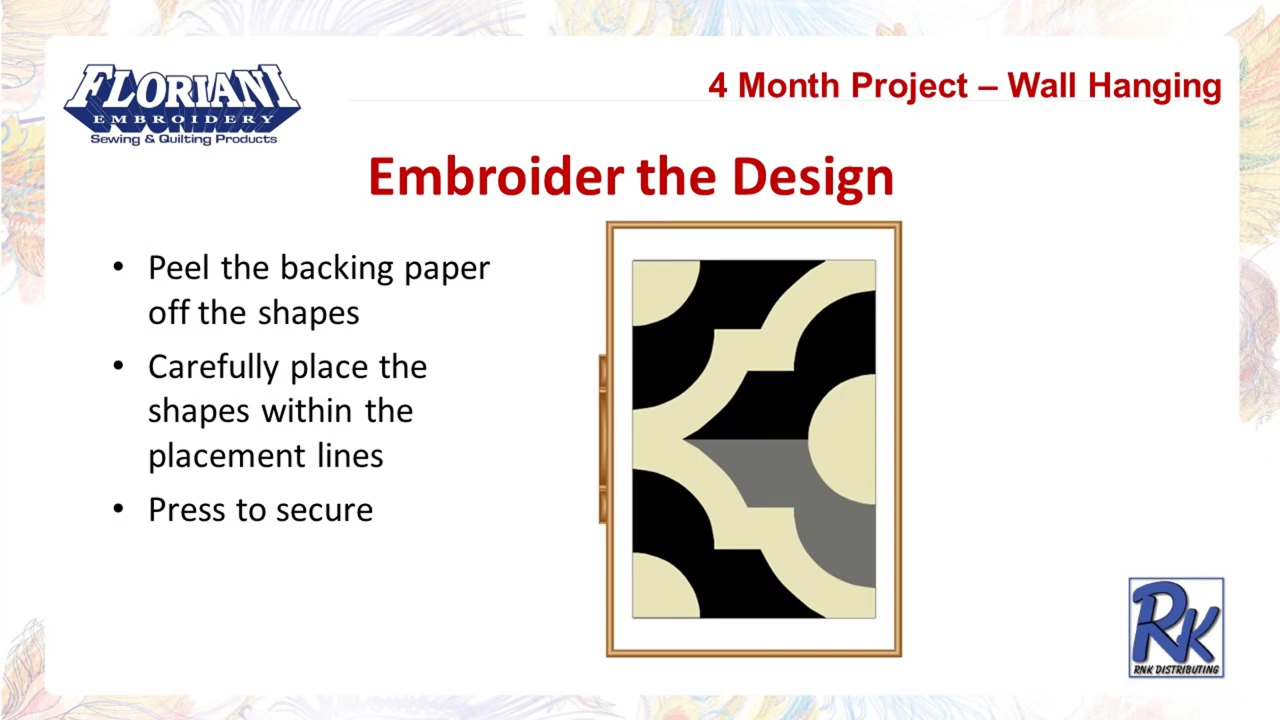 FLORIANI
EMBROIDERY
Sewing & Quilting Products
4 Month Project – Wall Hanging
Embroider the Design
• Peel the backing paper
off the shapes
• Carefully place the
shapes within the
placement lines
• Press to secure
RK
RNK DISTRIBUTING